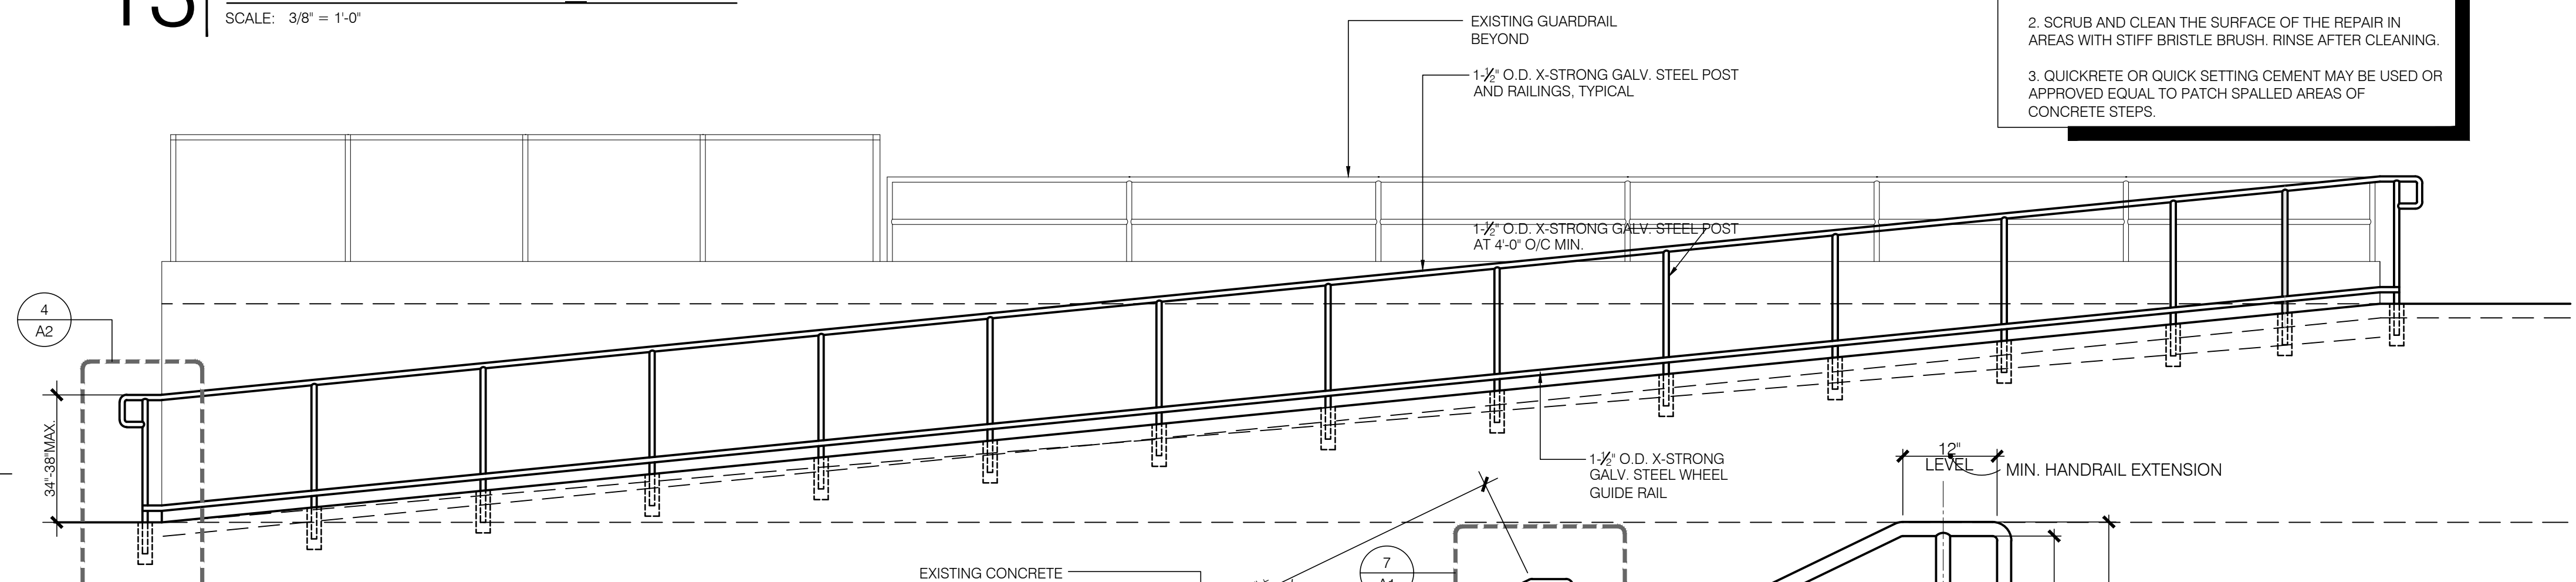 SCALE: 3/8" = 1'-0"
EXISTING GUARDRAIL
BEYOND
1-½" O.D. X-STRONG GALV. STEEL POST
AND RAILINGS, TYPICAL
2. SCRUB AND CLEAN THE SURFACE OF THE REPAIR IN
AREAS WITH STIFF BRISTLE BRUSH. RINSE AFTER CLEANING.
3. QUICKRETE OR QUICK SETTING CEMENT MAY BE USED OR
APPROVED EQUAL TO PATCH SPALLED AREAS OF
CONCRETE STEPS.
1-½" O.D. X-STRONG GALV. STEEL POST
AT 4'-0" O/C MIN.
4
A2
34"-38"MAX.
1-½" O.D. X-STRONG
GALV. STEEL WHEEL
GUIDE RAIL
12"
LEVEL
MIN. HANDRAIL EXTENSION
EXISTING CONCRETE
7